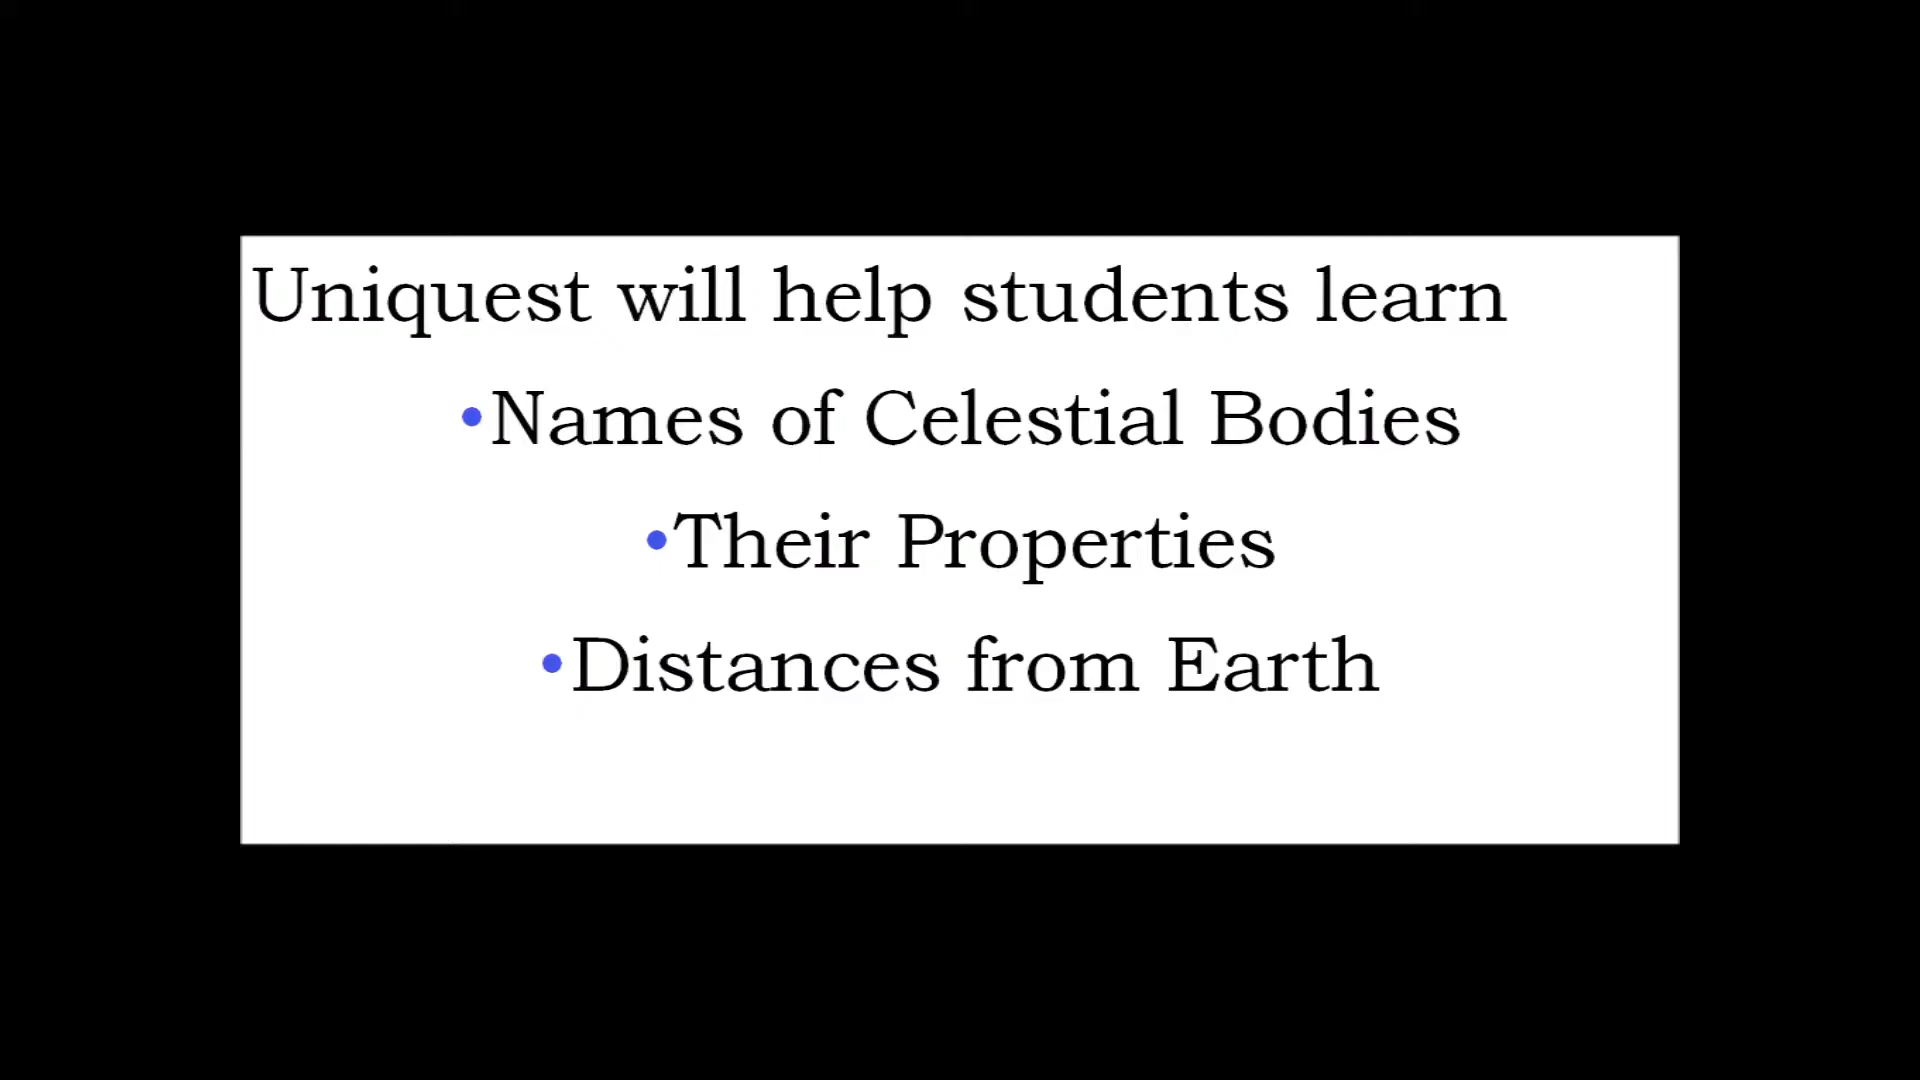 Uniquest will help students learn
•Names of Celestial Bodies
•Their Properties
•Distances from Earth